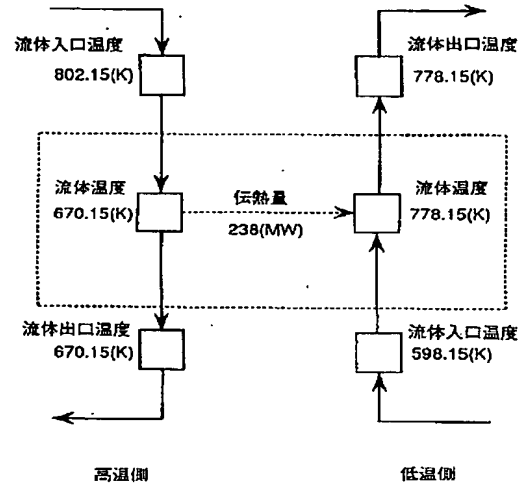 流体入口温度
802.15(K)
流体出口温度
778.15(K)
流体温度
670.15(K)
伝熱量
238(MW)
流体温度
778.15(K)
流体出口温度
670.15(K)
流体入口温度
598.15(K)
高温側
低温側